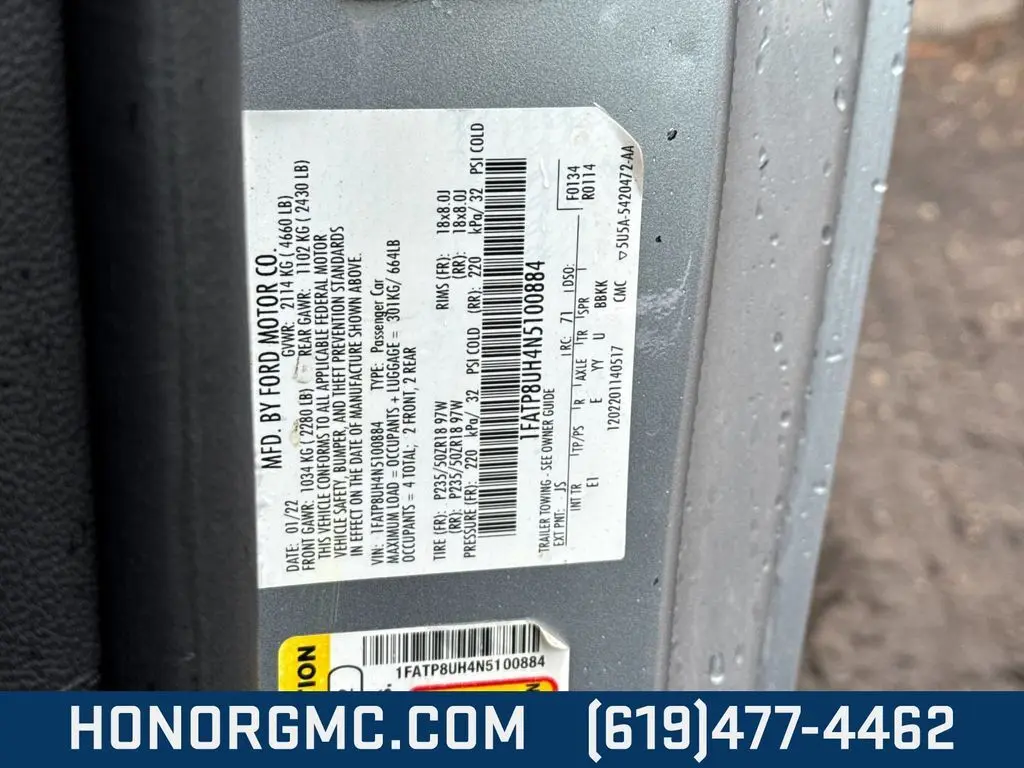 MFD. BY FORD MOTOR CO.
DATE: 01/22 GVWR: 2114 KG ( 4660 LB)
FRONT GAWR: 1034 KG ( 2280 LB) REAR GAWR: 1102 KG ( 2430 LB)
THIS VEHICLE CONFORMS TO ALL APPLICABLE FEDERAL MOTOR
VEHICLE SAFETY, BUMPER, AND THEFT PREVENTION STANDARDS
IN EFFECT ON THE DATE OF MANUFACTURE SHOWN ABOVE.
VIN: 1FATP8UH4N5100884 TYPE: Passenger Car
MAXIMUM LOAD = OCCUPANTS + LUGGAGE = 301KG/ 664LB
OCCUPANTS = 4 TOTAL; 2 FRONT, 2 REAR
TIRE (FR): P235/50ZR18 97W RIMS (FR): 18x8.0J
(RR): P235/50ZR18 97W (RR): 18x8.0J
PRESSURE (FR): 220 kPa/ 32 PSI COLD (RR): 220 kPa/ 32 PSI COLD
1FATP8UH4N5100884
TRAILER TOWING - SEE OWNER GUIDE
F0134
EXT PNT: JS RC: 71 DSO: R0114
INT TR TP/PS R AXLE TR SPR
EI E YY U BBKK
120220114051 7 CMC ▽5U5A-5420472-AA
1FATP8UH4N5100884
HONORGMC.COM (619)477-4462